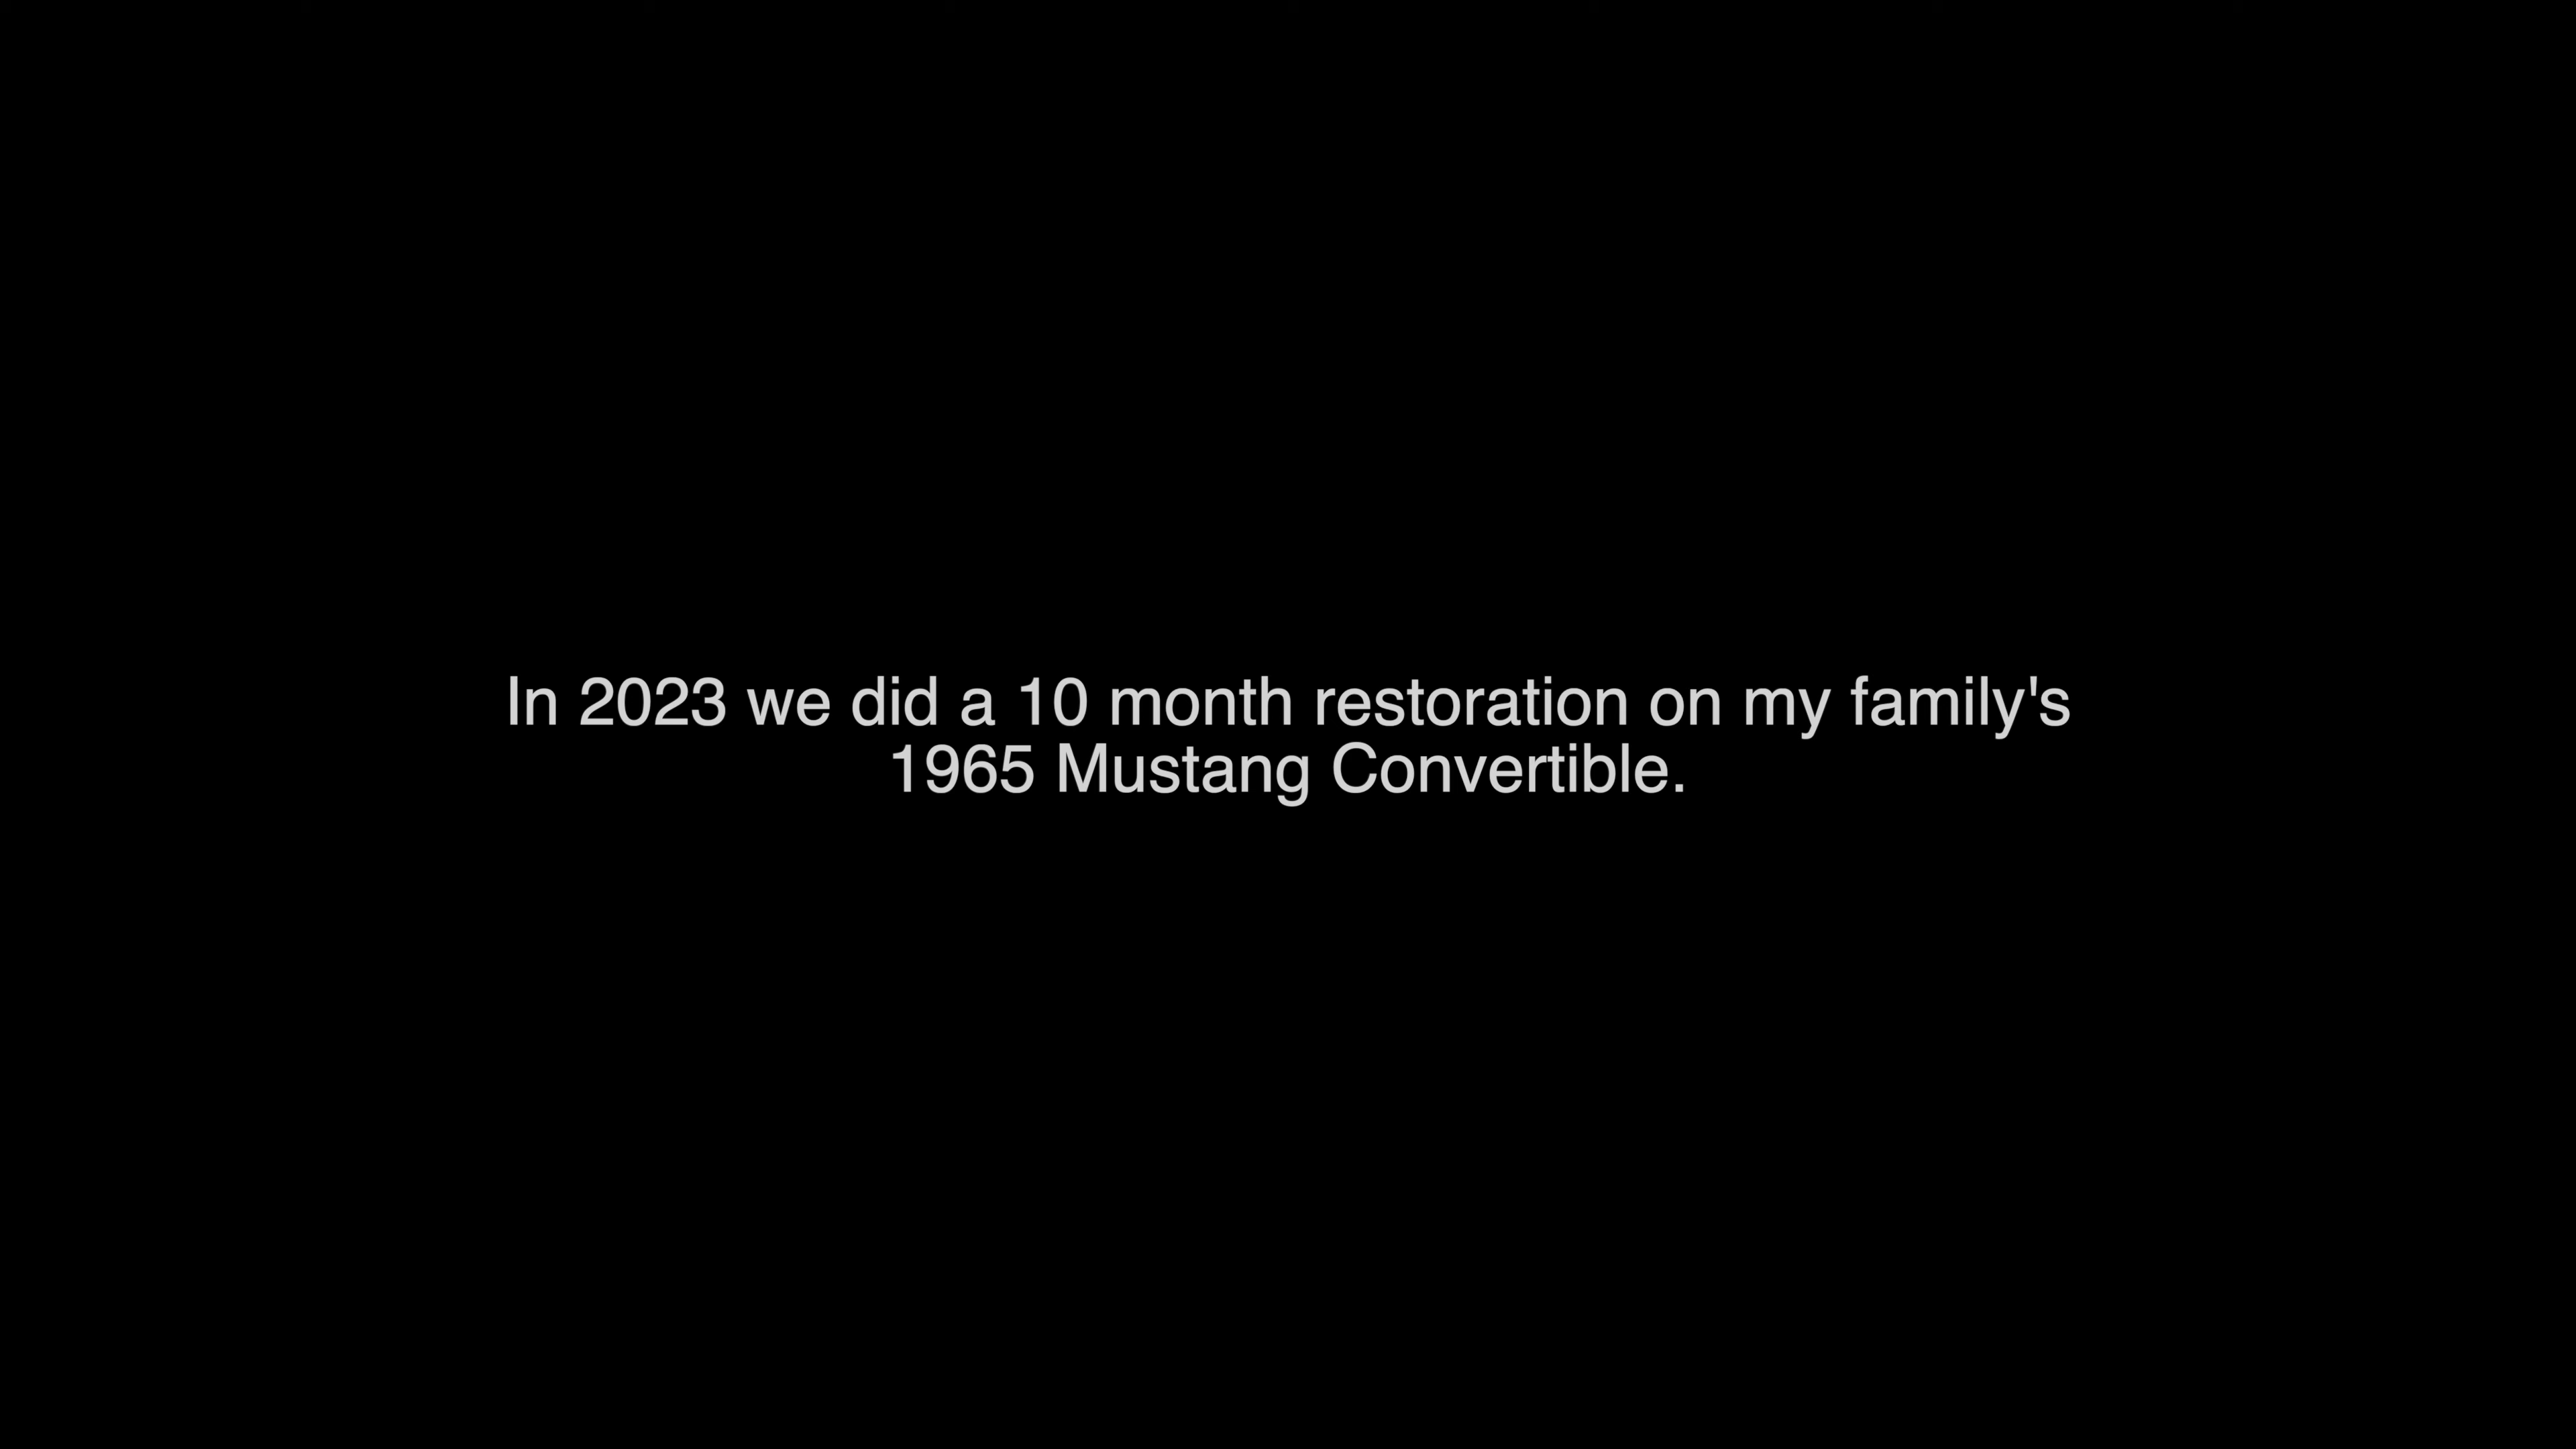 In 2023 we did a 10 month restoration on my family's
1965 Mustang Convertible.